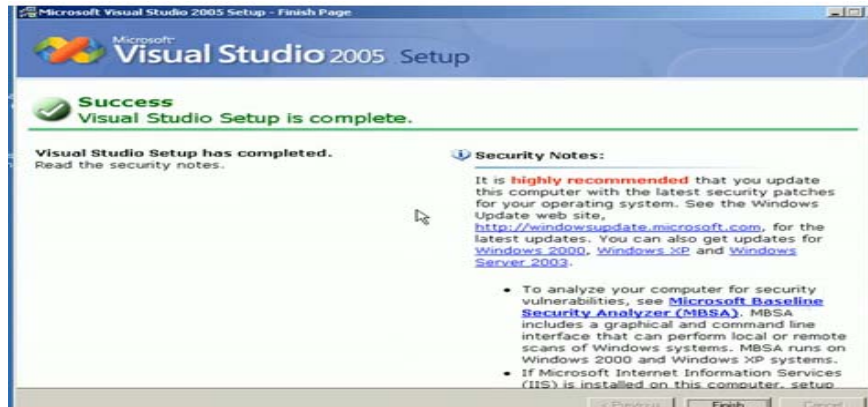 Microsoft Visual Studio 2005 Setup - Finish Page
Microsoft
Visual Studio 2005 Setup
Success
Visual Studio Setup is complete.
Visual Studio Setup has completed.
Read the security notes.
Security Notes:
It is highly recommended that you update
this computer with the latest security patches
for your operating system. See the Windows
Update web site,
http://windowsupdate.microsoft.com, for the
latest updates. You can also get updates for
Windows 2000, Windows XP and Windows
Server 2003.
• To analyze your computer for security
vulnerabilities, see Microsoft Baseline
Security Analyzer (MBSA). MBSA
includes a graphical and command line
interface that can perform local or remote
scans of Windows systems. MBSA runs on
Windows 2000 and Windows XP systems.
• If Microsoft Internet Information Services
(IIS) is installed on this computer, setup
< Previous
Finish
Cancel